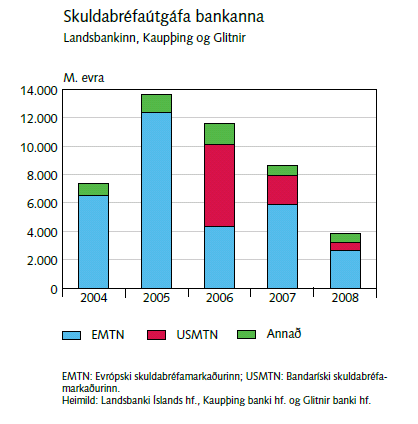 Skuldabréfaútgáfa bankanna
Landsbankinn, Kaupþing og Glitnir
M. evra
14.000
12.000
10.000
8.000
6.000
4.000
2.000
0
2004 2005 2006 2007 2008
EMTN USMTN Annað
EMTN: Evrópski skuldabréfamarkaðurinn; USMTN: Bandaríski skuldabréfa-
markaðurinn.
Heimild: Landsbanki Íslands hf., Kaupþing banki hf. og Glitnir banki hf.